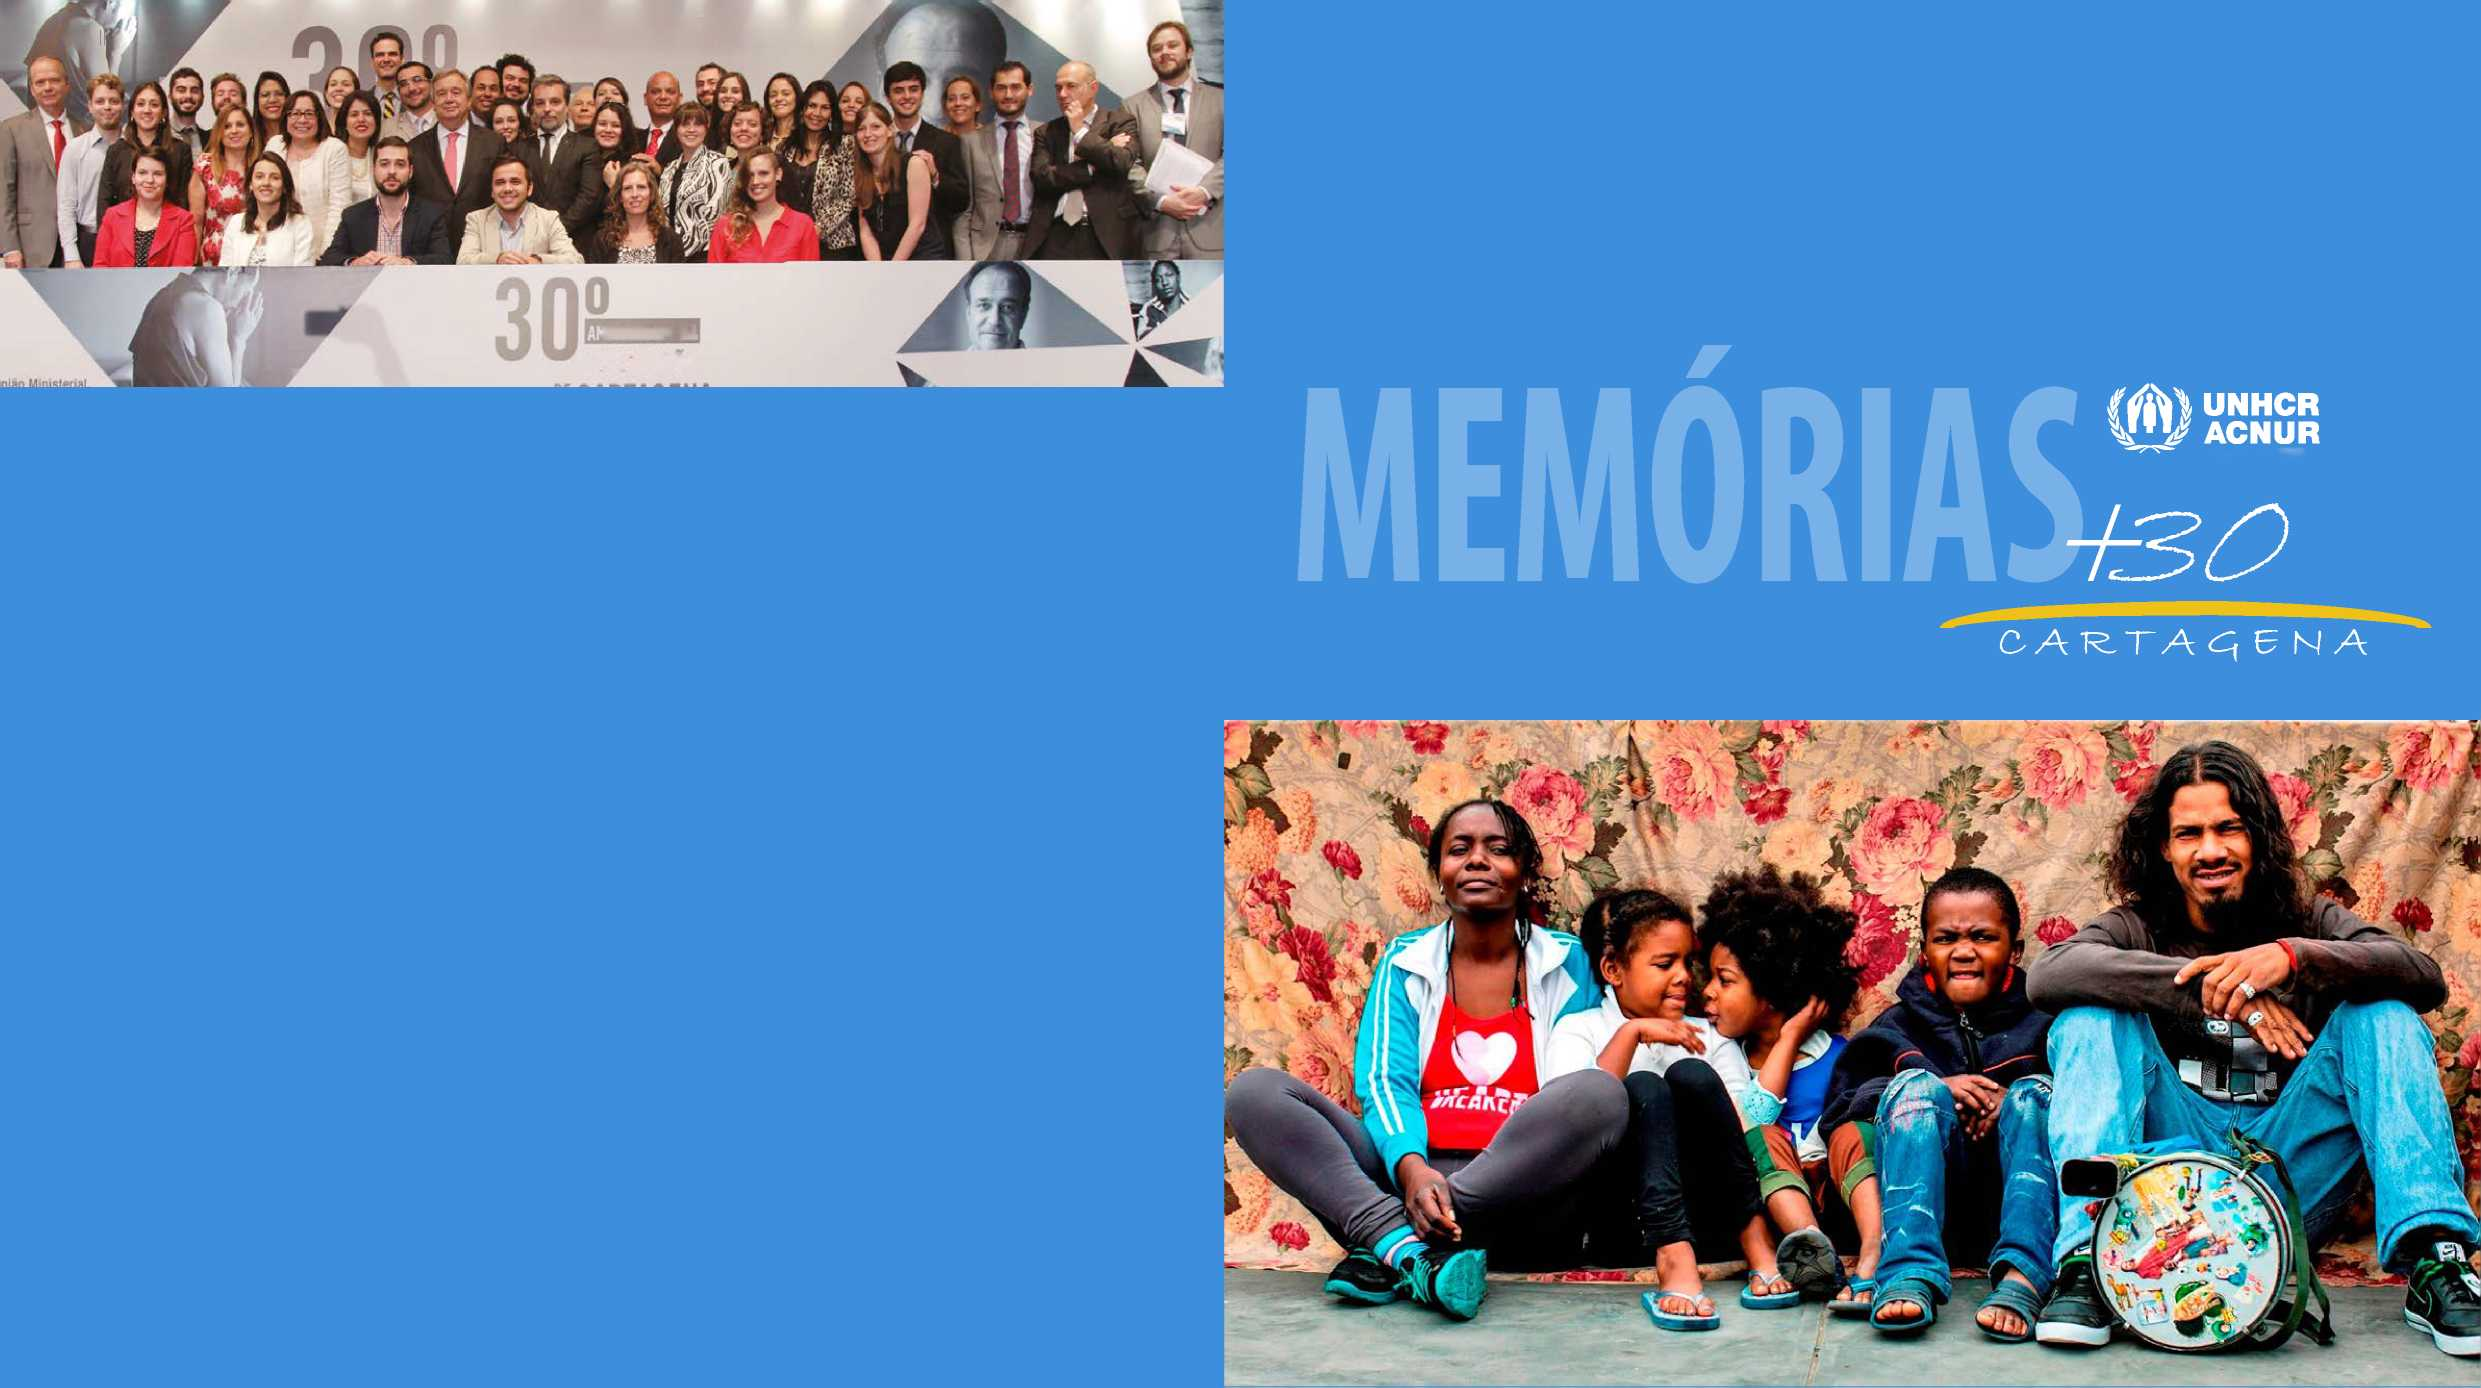 30º
30º
MEMÓRIAS
UNHCR
ACNUR
+30
CARTAGENA